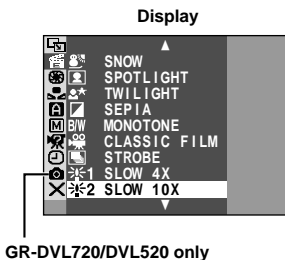 Display
SNOW
SPOTLIGHT
TWILIGHT
A SEPIA
M B/W MONOTONE
CLASSIC FILM
STROBE
1 SLOW 4X
2 SLOW 10X
GR-DVL720/DVL520 only